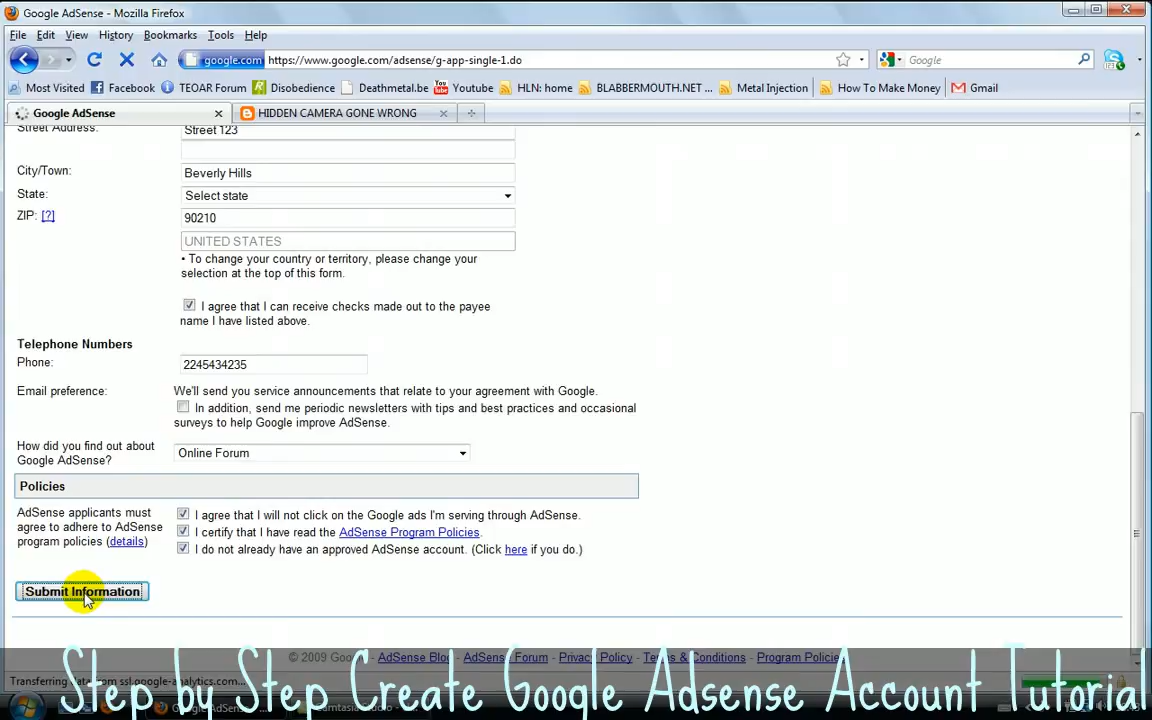 Google AdSense - Mozilla Firefox
File Edit View History Bookmarks Tools Help
google.com https://www.google.com/adsense/g-app-single-1.do Google
Most Visited Facebook TEOAR Forum Disobedience Deathmetal.be Youtube HLN: home BLABBERMOUTH.NET ... Metal Injection How To Make Money Gmail
Google AdSense HIDDEN CAMERA GONE WRONG
Street Address: Street 123
City/Town: Beverly Hills
State: Select state
ZIP: [?] 90210
UNITED STATES
• To change your country or territory, please change your
selection at the top of this form.
I agree that I can receive checks made out to the payee
name I have listed above.
Telephone Numbers
Phone: 2245434235
Email preference: We'll send you service announcements that relate to your agreement with Google.
In addition, send me periodic newsletters with tips and best practices and occasional
surveys to help Google improve AdSense.
How did you find out about
Google AdSense? Online Forum
Policies
AdSense applicants must
agree to adhere to AdSense
program policies (details)
I agree that I will not click on the Google ads I'm serving through AdSense.
I certify that I have read the AdSense Program Policies.
I do not already have an approved AdSense account. (Click here if you do.)
Submit Information
© 2009 Google - AdSense Blog - AdSense Forum - Privacy Policy - Terms & Conditions - Program Policies
Transferring data from ssl.google-analytics.com...
Step by Step Create Google Adsense Account Tutorial